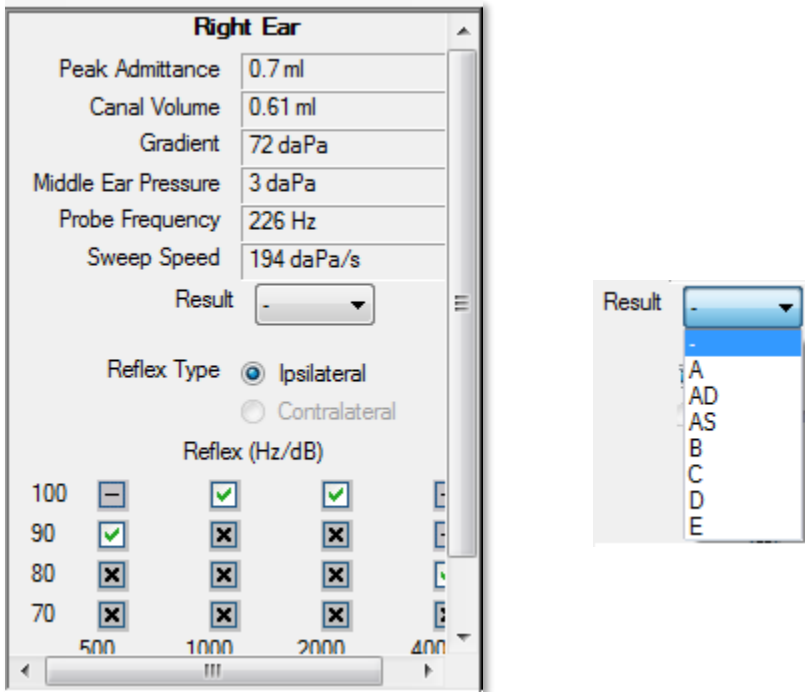 Right Ear
Peak Admittance 0.7 ml
Canal Volume 0.61 ml
Gradient 72 daPa
Middle Ear Pressure 3 daPa
Probe Frequency 226 Hz
Sweep Speed 194 daPa/s
Result -
Reflex Type Ipsilateral
Contralateral
Reflex (Hz/dB)
100
90
80
70
500 1000 2000 400
Result -
-
A
AD
AS
B
C
D
E